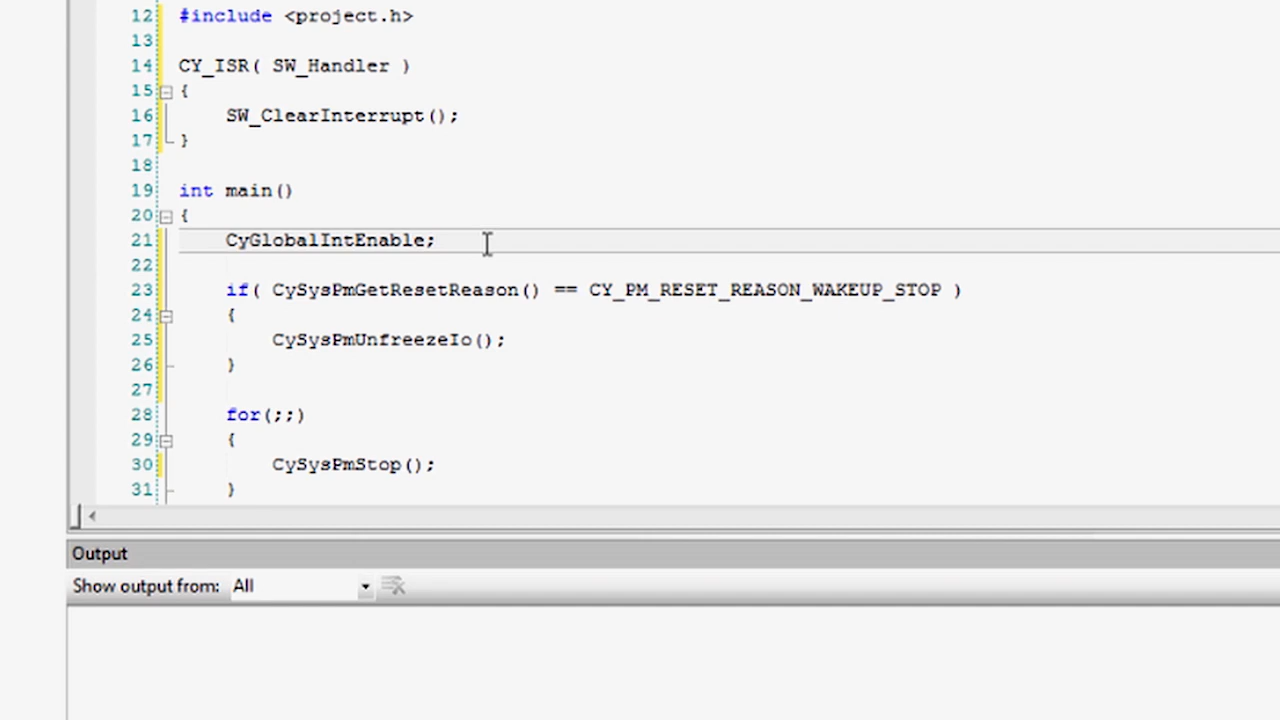 12 #include <project.h>
13
14 CY_ISR( SW_Handler )
15 {
16 SW_ClearInterrupt();
17 }
18
19 int main()
20 {
21 CyGlobalIntEnable;
22
23 if( CySysPmGetResetReason() == CY_PM_RESET_REASON_WAKEUP_STOP )
24 {
25 CySysPmUnfreezeIo();
26 }
27
28 for(;;)
29 {
30 CySysPmStop();
31 }
Output
Show output from: All